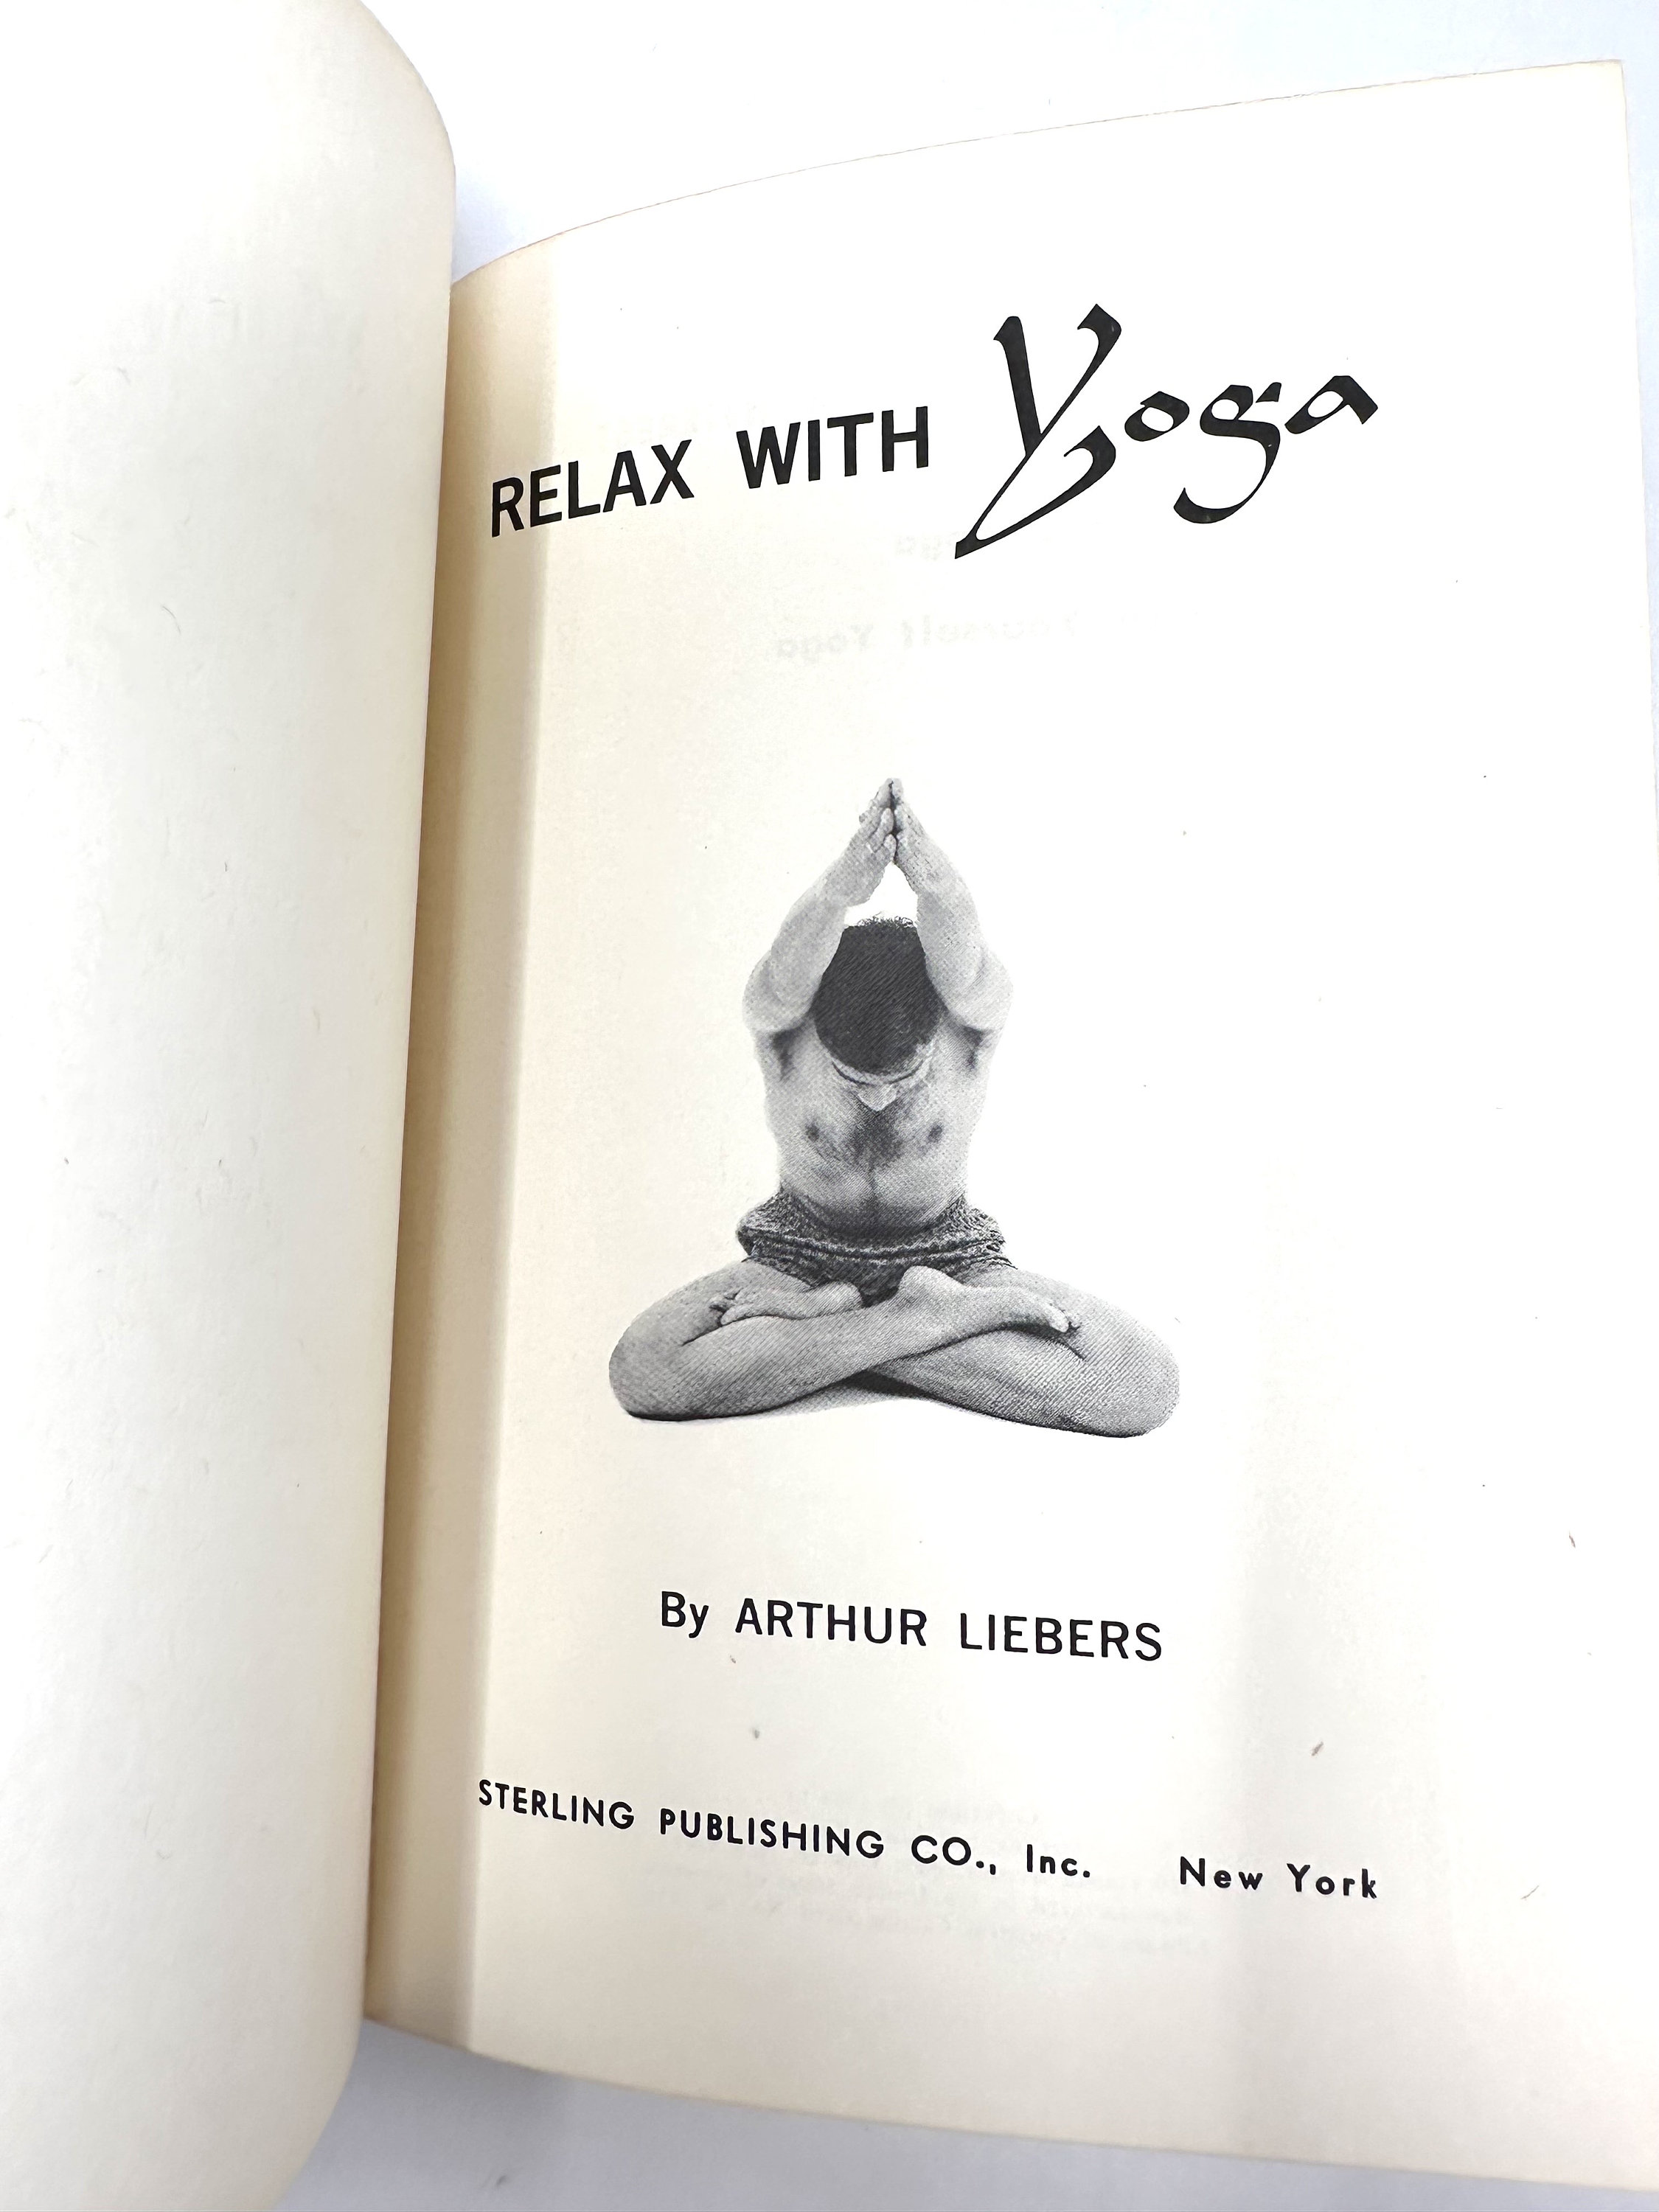 RELAX WITH Yoga
By ARTHUR LIEBERS
STERLING PUBLISHING CO., Inc. New York